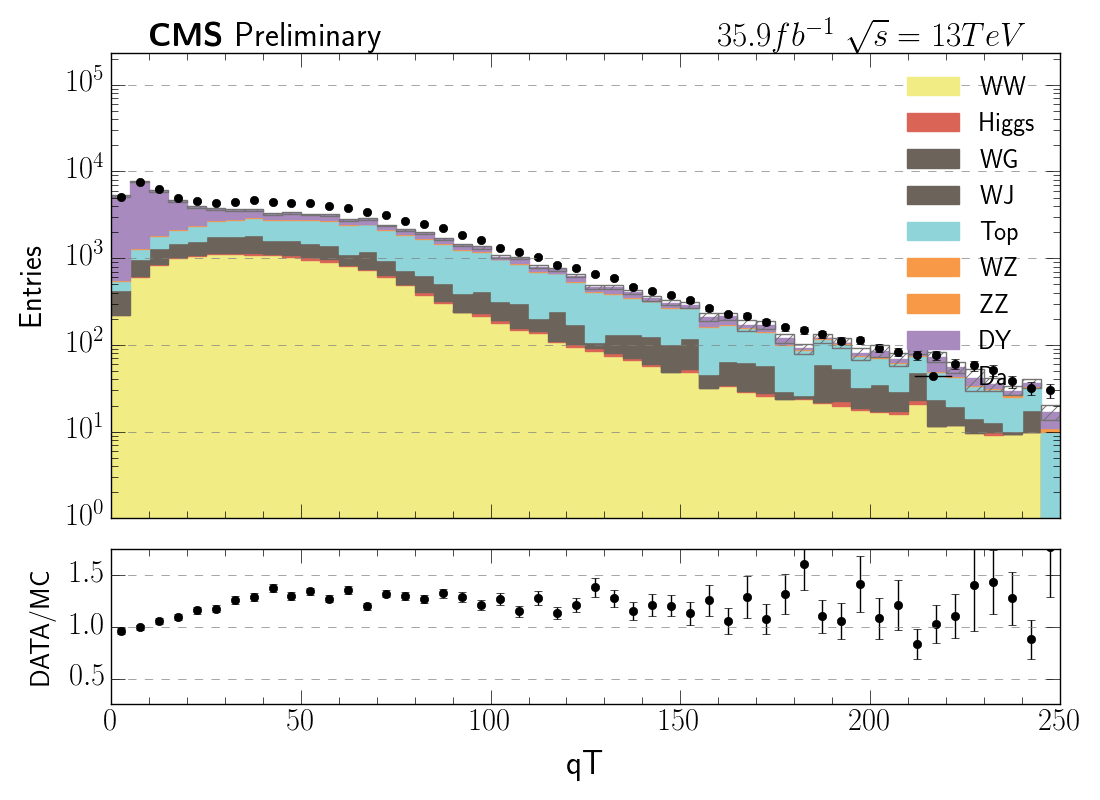 CMS Preliminary 35.9fb⁻¹ √s = 13TeV
10⁵
10⁴
10³
10²
10¹
10⁰
Entries
WW
Higgs
WG
WJ
Top
WZ
ZZ
DY
Da
1.5
1.0
0.5
DATA/MC
0 50 100 150 200 250
qT